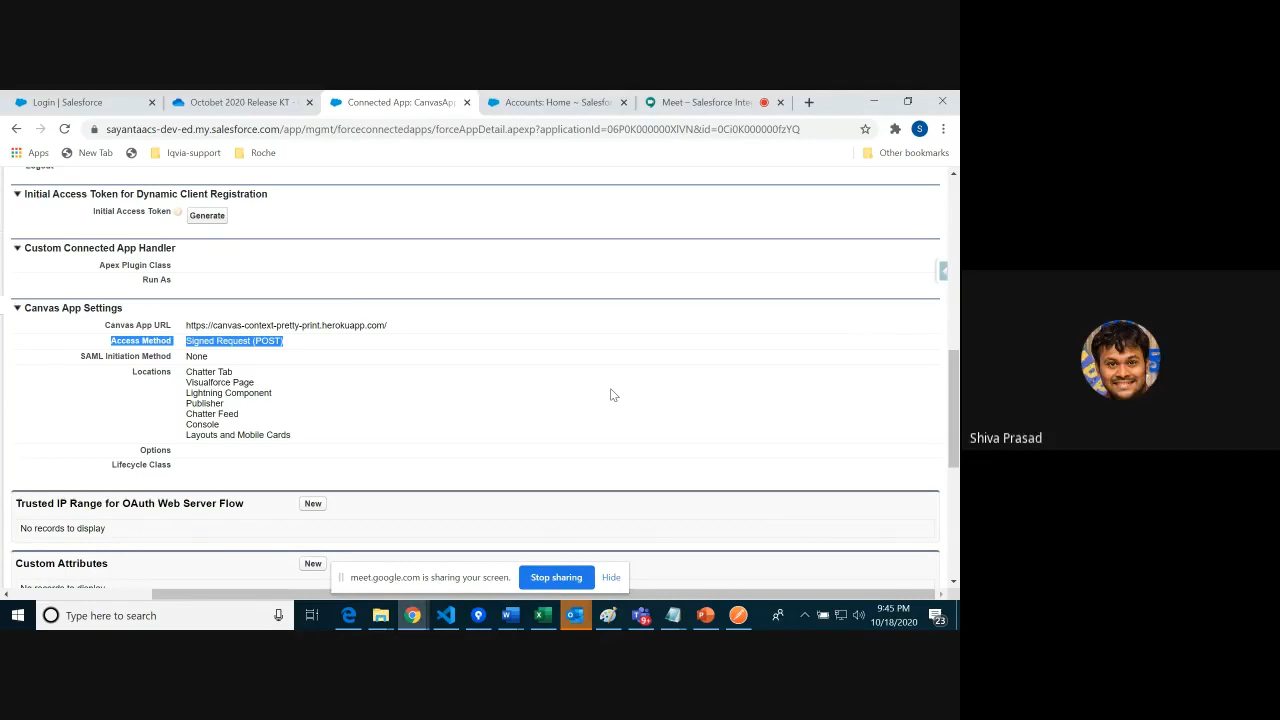 Login | Salesforce
Octobet 2020 Release KT -
Connected App: CanvasAp
Accounts: Home ~ Salesfo
Meet – Salesforce Inte
sayantaacs-dev-ed.my.salesforce.com/app/mgmt/forceconnectedapps/forceAppDetail.apexp?applicationId=06P0K000000XlVN&id=0Ci0K000000fzYQ
S
Apps
New Tab
Iqvia-support
Roche
Other bookmarks
Initial Access Token for Dynamic Client Registration
Initial Access Token
Generate
Custom Connected App Handler
Apex Plugin Class
Run As
Canvas App Settings
Canvas App URL https://canvas-context-pretty-print.herokuapp.com/
Access Method Signed Request (POST)
SAML Initiation Method None
Locations Chatter Tab
Visualforce Page
Lightning Component
Publisher
Chatter Feed
Console
Layouts and Mobile Cards
Options
Lifecycle Class
Trusted IP Range for OAuth Web Server Flow New
No records to display
Custom Attributes New
meet.google.com is sharing your screen. Stop sharing Hide
Type here to search
9:45 PM
10/18/2020
23
Shiva Prasad